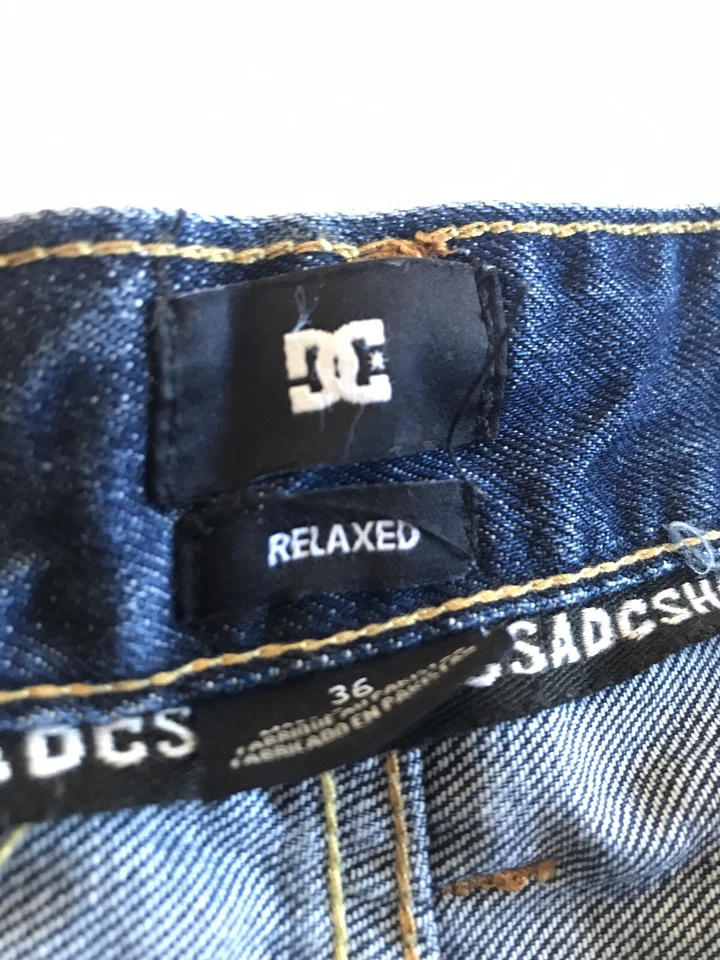 DC
RELAXED
DCS
SADCSH
36
FABRICADO EN PAKISTAN